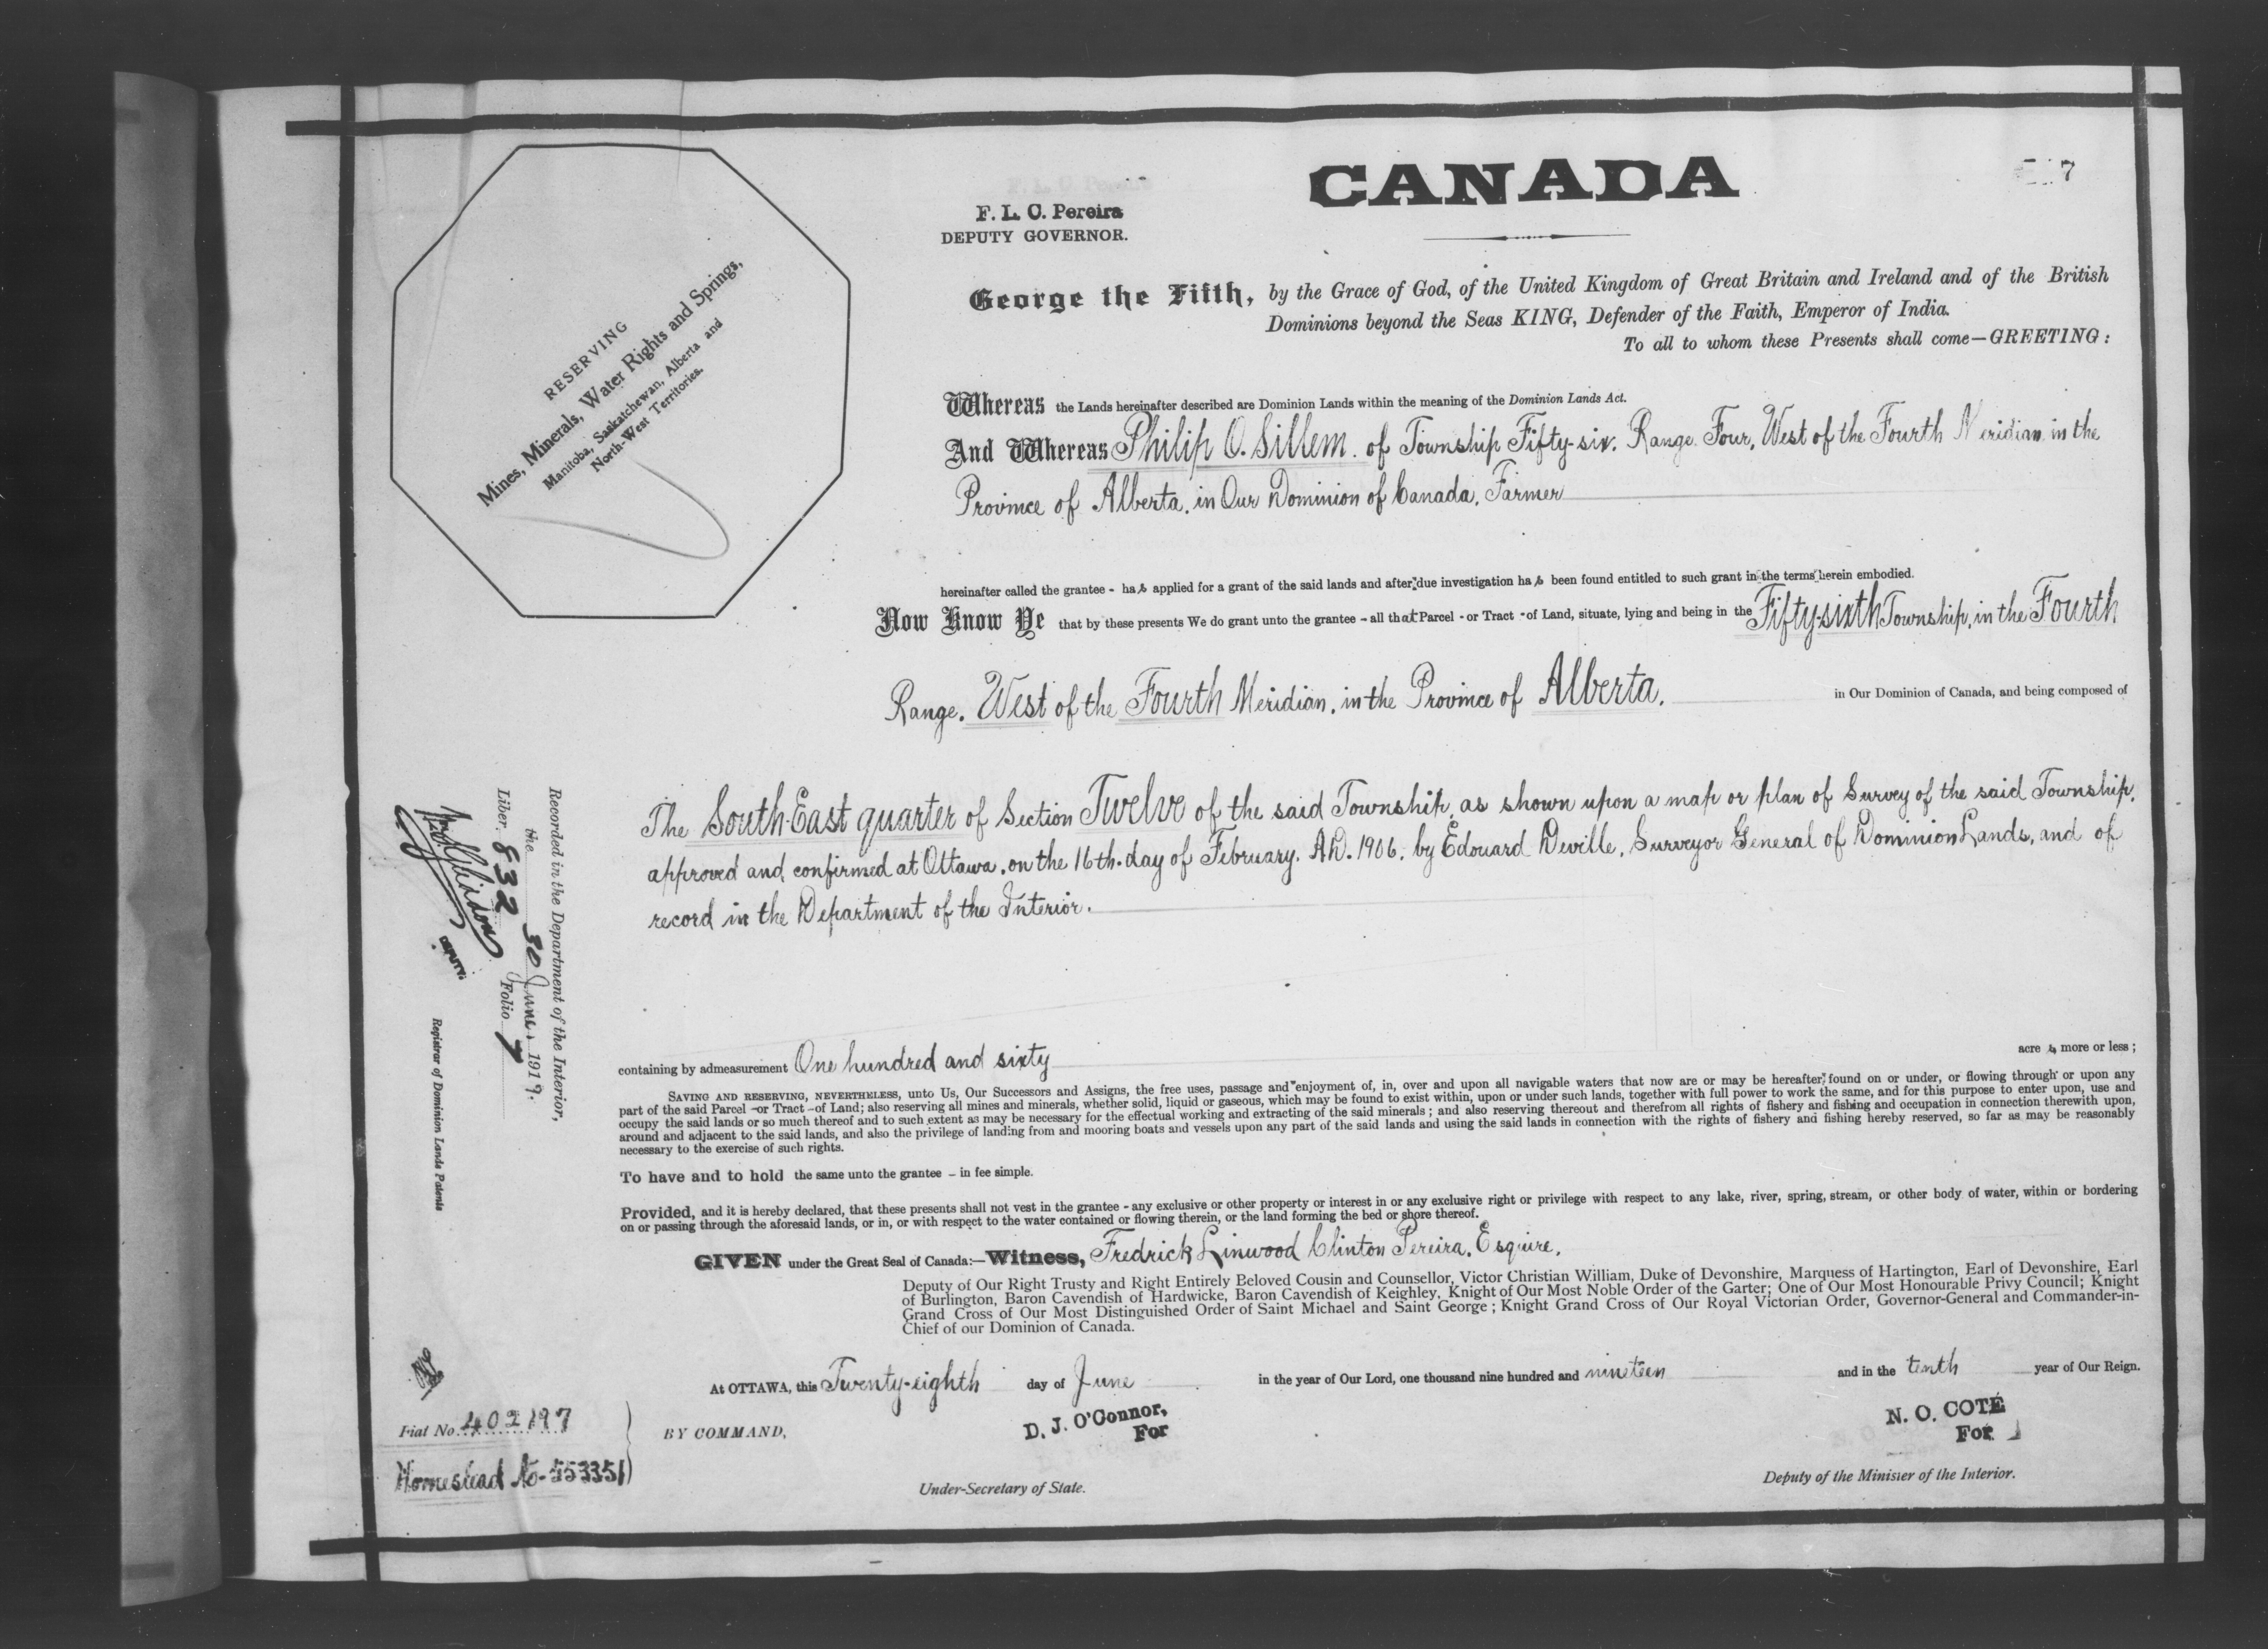 CANADA
7
F. L. C. Pereira
DEPUTY GOVERNOR.
RESERVING
Mines, Minerals, Water Rights and Springs,
Manitoba, Saskatchewan, Alberta and
North-West Territories.
George the Fifth, by the Grace of God, of the United Kingdom of Great Britain and Ireland and of the British
Dominions beyond the Seas KING, Defender of the Faith, Emperor of India.
To all to whom these Presents shall come—GREETING:
Whereas the Lands hereinafter described are Dominion Lands within the meaning of the Dominion Lands Act.
And Whereas Philip O. Sillem. of Township Fifty-six. Range Four, West of the Fourth Meridian in the
Province of Alberta, in Our Dominion of Canada, Farmer
hereinafter called the grantee - has applied for a grant of the said lands and after due investigation has been found entitled to such grant in the terms herein embodied.
Now Know Ye that by these presents We do grant unto the grantee - all that Parcel - or Tract - of Land, situate, lying and being in the Fifty-sixth Township, in the Fourth
Range, West of the Fourth Meridian, in the Province of Alberta, in Our Dominion of Canada, and being composed of
The South-East quarter of Section Twelve of the said Township, as shown upon a map or plan of Survey of the said Township,
approved and confirmed at Ottawa, on the 16th. day of February. A.D. 1906, by Edouard Deville, Surveyor General of Dominion Lands, and of
record in the Department of the Interior.
containing by admeasurement One hundred and sixty acres more or less;
SAVING AND RESERVING, NEVERTHELESS, unto Us, Our Successors and Assigns, the free uses, passage and enjoyment of, in, over and upon all navigable waters that now are or may be hereafter found on or under, or flowing through or upon any
part of the said Parcel - or Tract - of Land; also reserving all mines and minerals, whether solid, liquid or gaseous, which may be found to exist within, upon or under such lands, together with full power to work the same, and for this purpose to enter upon, use and
occupy the said lands or so much thereof and to such extent as may be necessary for the effectual working and extracting of the said minerals; and also reserving thereout and therefrom all rights of fishery and fishing and occupation in connection therewith upon,
around and adjacent to the said lands, and also the privilege of landing from and mooring boats and vessels upon any part of the said lands and using the said lands in connection with the rights of fishery and fishing hereby reserved, so far as may be reasonably
necessary to the exercise of such rights.
To have and to hold the same unto the grantee - in fee simple.
Provided, and it is hereby declared, that these presents shall not vest in the grantee - any exclusive or other property or interest in or any exclusive right or privilege with respect to any lake, river, spring, stream, or other body of water, within or bordering
on or passing through the aforesaid lands, or in, or with respect to the water contained or flowing therein, or the land forming the bed or shore thereof.
GIVEN under the Great Seal of Canada:—Witness, Fredrick Linwood Clinton Pereira, Esquire,
Deputy of Our Right Trusty and Right Entirely Beloved Cousin and Counsellor, Victor Christian William, Duke of Devonshire, Marquess of Hartington, Earl of Devonshire, Earl
of Burlington, Baron Cavendish of Hardwicke, Baron Cavendish of Keighley, Knight of Our Most Noble Order of the Garter; One of Our Most Honourable Privy Council; Knight
Grand Cross of Our Most Distinguished Order of Saint Michael and Saint George; Knight Grand Cross of Our Royal Victorian Order, Governor-General and Commander-in-
Chief of our Dominion of Canada.
At OTTAWA, this Twenty-eighth day of June in the year of Our Lord, one thousand nine hundred and nineteen and in the tenth year of Our Reign.
BY COMMAND,
D. J. O'Connor,
For
Under-Secretary of State.
N. O. COTÉ
For
Deputy of the Minister of the Interior.
Recorded in the Department of the Interior,
the 30 June, 1919.
Liber 832 Folio 7
DEPUTY.
Registrar of Dominion Lands Patents
Fiat No. 402197
Homestead No-553351